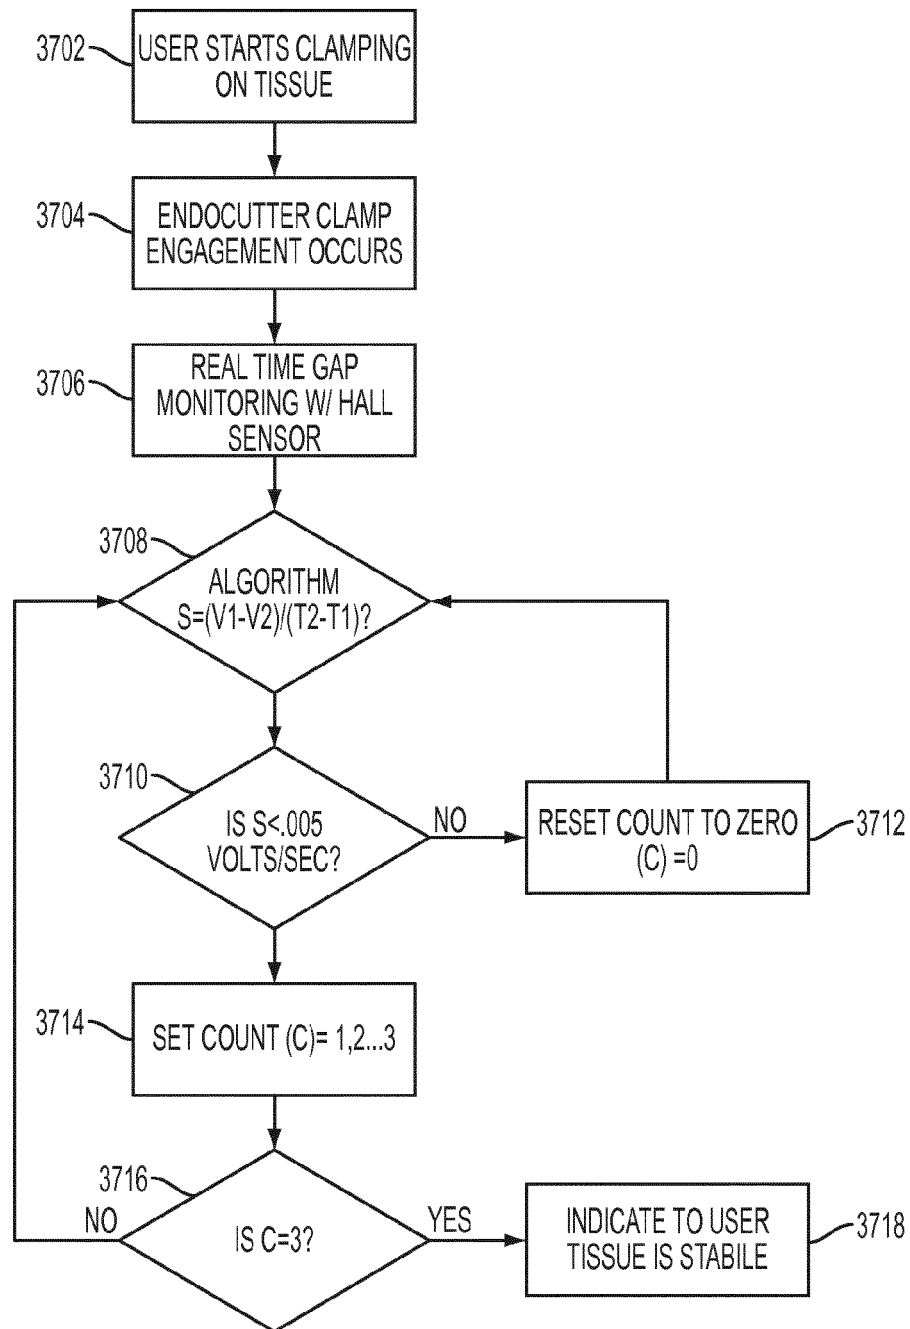 3702
USER STARTS CLAMPING
ON TISSUE
3704
ENDOCUTTER CLAMP
ENGAGEMENT OCCURS
3706
REAL TIME GAP
MONITORING W/ HALL
SENSOR
3708
ALGORITHM
S=(V1-V2)/(T2-T1)?
3710
IS S<.005
VOLTS/SEC?
NO
RESET COUNT TO ZERO
(C) =0
3712
3714
SET COUNT (C)= 1,2...3
3716
NO
IS C=3?
YES
INDICATE TO USER
TISSUE IS STABILE
3718